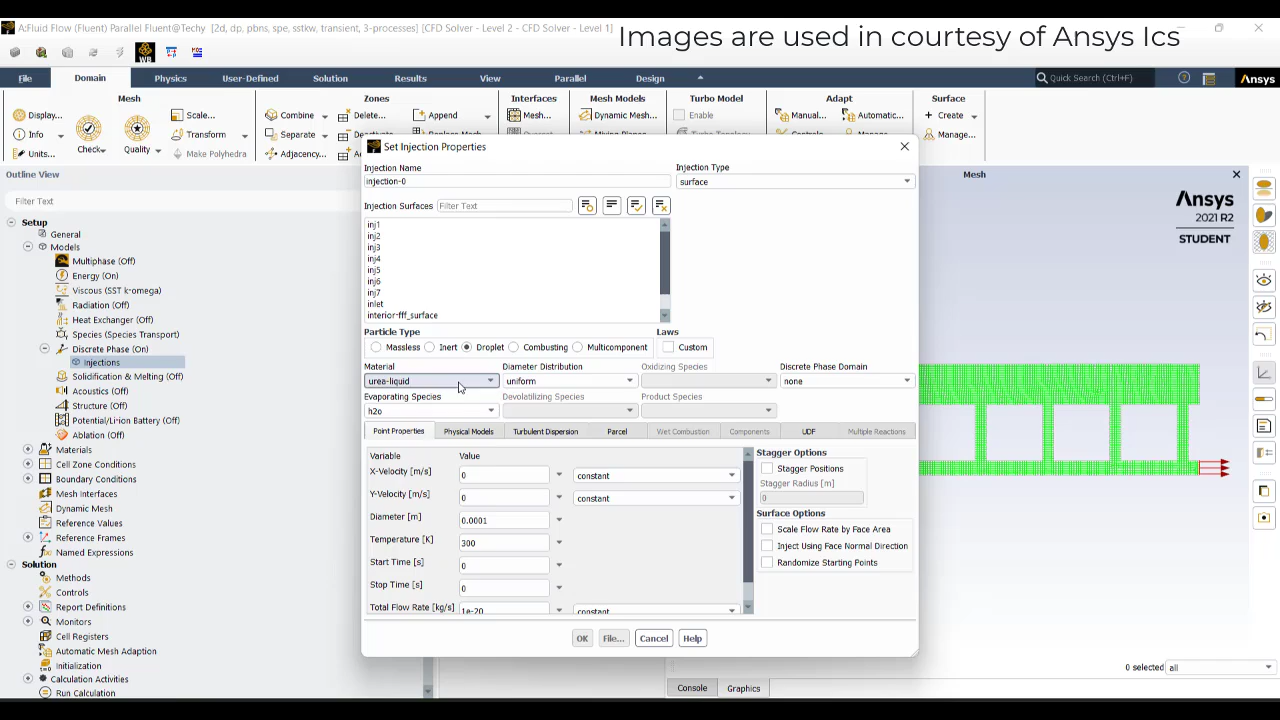 A:Fluid Flow (Fluent) Parallel Fluent@Techy [2d, dp, pbns, spe, sstkw, transient, 3-processes] [CFD Solver - Level 2 - CFD Solver - Level 1]
Images are used in courtesy of Ansys Ics
File Domain Physics User-Defined Solution Results View Parallel Design
Quick Search (Ctrl+F)
Ansys
Mesh Zones Interfaces Mesh Models Turbo Model Adapt Surface
Display... Scale... Combine Delete... Append Mesh... Dynamic Mesh... Enable Manual... Automatic... Create
Info Transform Separate Manage...
Units... Check Quality Make Polyhedra Adjacency...
Outline View
Filter Text
Setup
General
Models
Multiphase (Off)
Energy (On)
Viscous (SST k-omega)
Radiation (Off)
Heat Exchanger (Off)
Species (Species Transport)
Discrete Phase (On)
Injections
Solidification & Melting (Off)
Acoustics (Off)
Structure (Off)
Potential/Li-ion Battery (Off)
Ablation (Off)
Materials
Cell Zone Conditions
Boundary Conditions
Mesh Interfaces
Dynamic Mesh
Reference Values
Reference Frames
Named Expressions
Solution
Methods
Controls
Report Definitions
Monitors
Cell Registers
Automatic Mesh Adaption
Initialization
Calculation Activities
Run Calculation
Set Injection Properties
Injection Name
injection-0
Injection Type
surface
Injection Surfaces Filter Text
inj1
inj2
inj3
inj4
inj5
inj6
inj7
inlet
interior-fff_surface
Particle Type
Massless Inert Droplet Combusting Multicomponent
Laws
Custom
Material Diameter Distribution Oxidizing Species Discrete Phase Domain
urea-liquid uniform none
Evaporating Species Devolatilizing Species Product Species
h2o
Point Properties Physical Models Turbulent Dispersion Parcel Wet Combustion Components UDF Multiple Reactions
Variable Value
X-Velocity [m/s] 0 constant
Y-Velocity [m/s] 0 constant
Diameter [m] 0.0001
Temperature [K] 300
Start Time [s] 0
Stop Time [s] 0
Total Flow Rate [kg/s] 1e-20 constant
Stagger Options
Stagger Positions
Stagger Radius [m]
0
Surface Options
Scale Flow Rate by Face Area
Inject Using Face Normal Direction
Randomize Starting Points
OK File... Cancel Help
Mesh
Ansys
2021 R2
STUDENT
0 selected all
Console Graphics